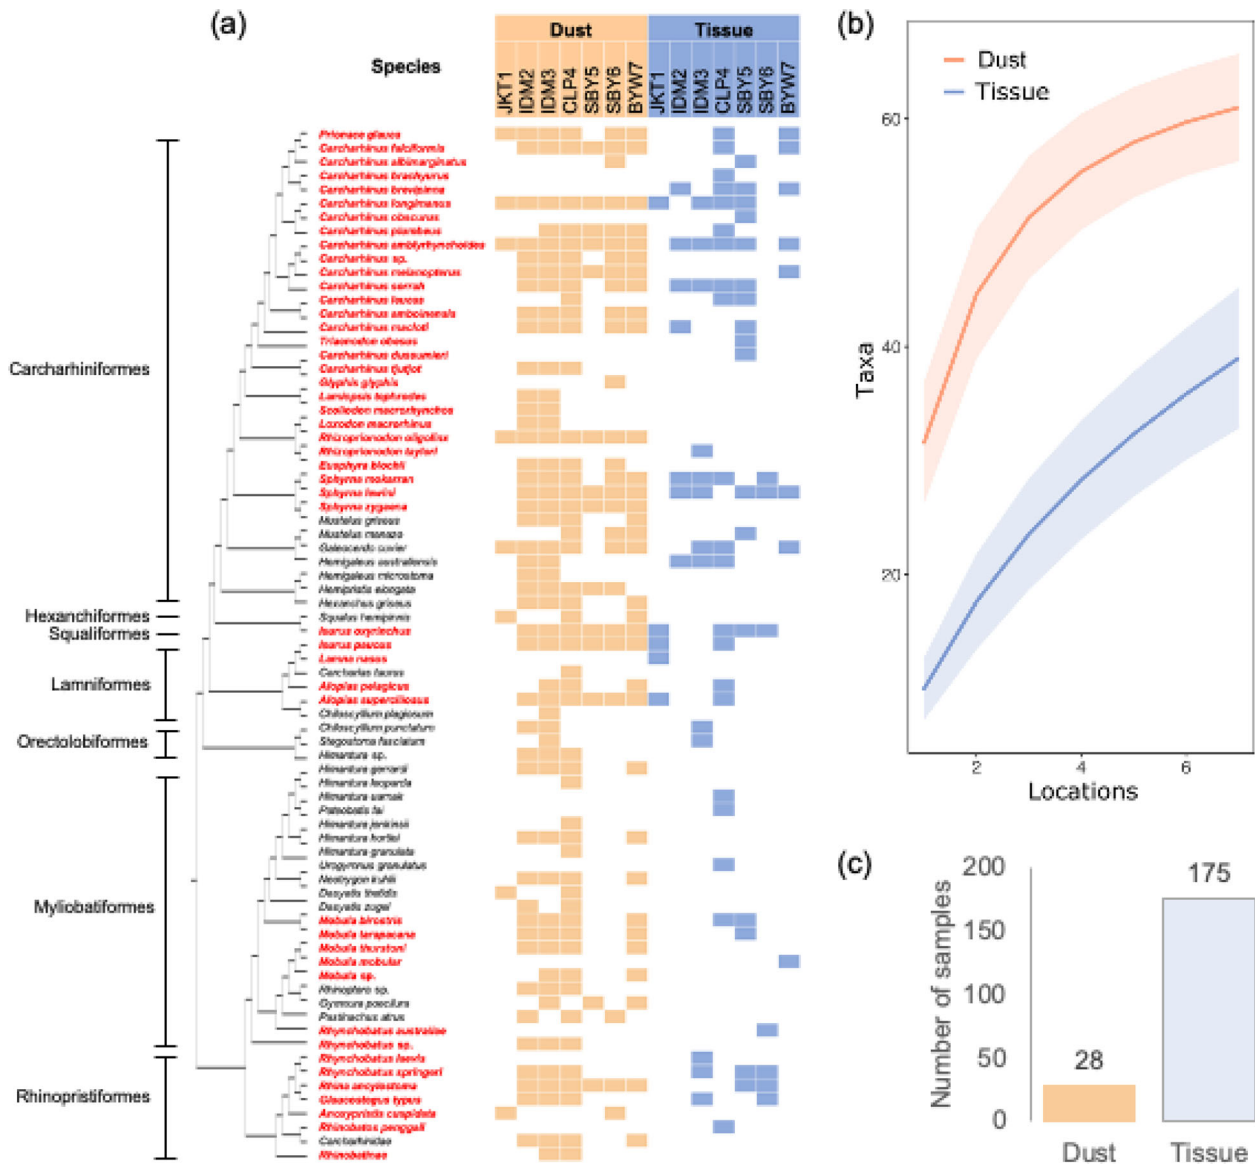 (a)
Dust
Tissue
Species
JKT1
IDM2
IDM3
CLP4
SBY5
SBY6
BYW7
JKT1
IDM2
IDM3
CLP4
SBY5
SBY6
BYW7
Prionace glauca
Carcharhinus falciformis
Carcharhinus albimarginatus
Carcharhinus brachyurus
Carcharhinus brevipinna
Carcharhinus longimanus
Carcharhinus obscurus
Carcharhinus plumbeus
Carcharhinus amblyrhynchoides
Carcharhinus sp.
Carcharhinus melanopterus
Carcharhinus sorrah
Carcharhinus leucas
Carcharhinus amboinensis
Carcharhinus macloti
Triaenodon obesus
Carcharhinus dussumieri
Carcharhinus tjutjot
Glyphis glyphis
Lamiopsis tephrodes
Scoliodon macrorhynchos
Loxodon macrorhinus
Rhizoprionodon oligolinx
Rhizoprionodon taylori
Eusphyra blochii
Sphyrna mokarran
Sphyrna lewini
Sphyrna zygaena
Mustelus griseus
Mustelus manazo
Galeocerdo cuvier
Hemigaleus australiensis
Hemigaleus microstoma
Hemipristis elongata
Hexanchus griseus
Squalus hemipinnis
Isurus oxyrinchus
Isurus paucus
Lamna nasus
Carcharias taurus
Alopias pelagicus
Alopias superciliosus
Chiloscyllium plagiosum
Chiloscyllium punctatum
Stegostoma fasciatum
Himantura sp.
Himantura gerrardi
Himantura leoparda
Himantura uarnak
Pateobatis fai
Himantura jenkinsii
Himantura hortlei
Himantura granulata
Urogymnus granulatus
Neotrygon kuhlii
Dasyatis thetidis
Dasyatis zugei
Mobula birostris
Mobula tarapacana
Mobula thurstoni
Mobula mobular
Mobula sp.
Rhinoptera sp.
Gymnura poecilura
Pastinachus atrus
Rhynchobatus australiae
Rhynchobatus sp.
Rhynchobatus laevis
Rhynchobatus springeri
Rhina ancylostoma
Glaucostegus typus
Anoxypristis cuspidata
Rhinobatos penggali
Carcharhinidae
Rhinobatinae
Carcharhiniformes
Hexanchiformes
Squaliformes
Lamniformes
Orectolobiformes
Myliobatiformes
Rhinopristiformes
(b)
Dust
Tissue
Taxa
60
40
20
2
4
6
Locations
(c)
Number of samples
200
150
100
50
0
28
175
Dust
Tissue